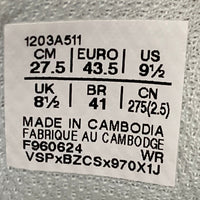 1203A511
CM EURO US
27.5 43.5 9½
UK BR CN
8½ 41 275(2.5)
MADE IN CAMBODIA
FABRIQUE AU CAMBODGE
F960624 WR
VSPxBZCSx970X1J